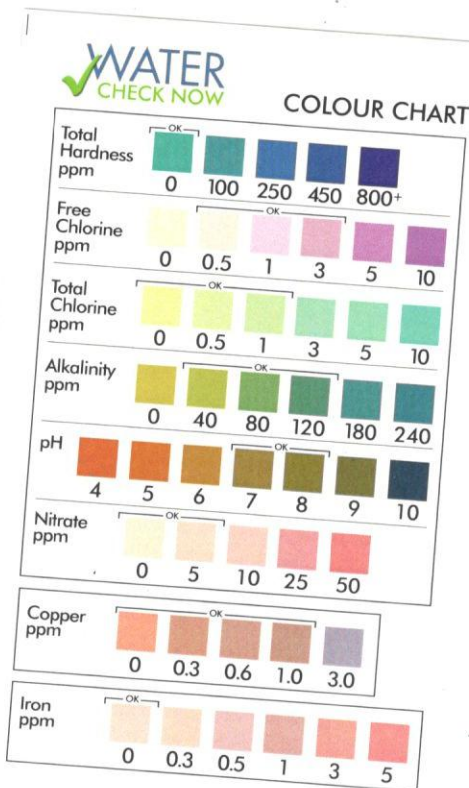 WATER
CHECK NOW
COLOUR CHART
Total
Hardness
ppm
OK
0 100 250 450 800+
Free
Chlorine
ppm
OK
0 0.5 1 3 5 10
Total
Chlorine
ppm
OK
0 0.5 1 3 5 10
Alkalinity
ppm
OK
0 40 80 120 180 240
pH
OK
4 5 6 7 8 9 10
Nitrate
ppm
OK
0 5 10 25 50
Copper
ppm
OK
0 0.3 0.6 1.0 3.0
Iron
ppm
OK
0 0.3 0.5 1 3 5